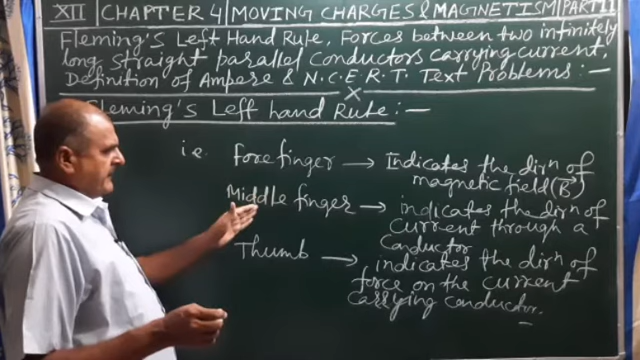 XII CHAPTER 4 MOVING CHARGES & MAGNETISM PART 11
Fleming's Left Hand Rule, Forces between two infinitely
long straight parallel Conductors carrying current,
Definition of Ampere & N.C.E.R.T. Text Problems:—
x
Fleming's Left hand Rule:—
i.e. Forefinger → Indicates the dirⁿ of
magnetic field (B⃗)
Middle finger → indicates the dirⁿ of
Current through a
Conductor
Thumb → indicates the dirⁿ of
force on the current
carrying conductor.